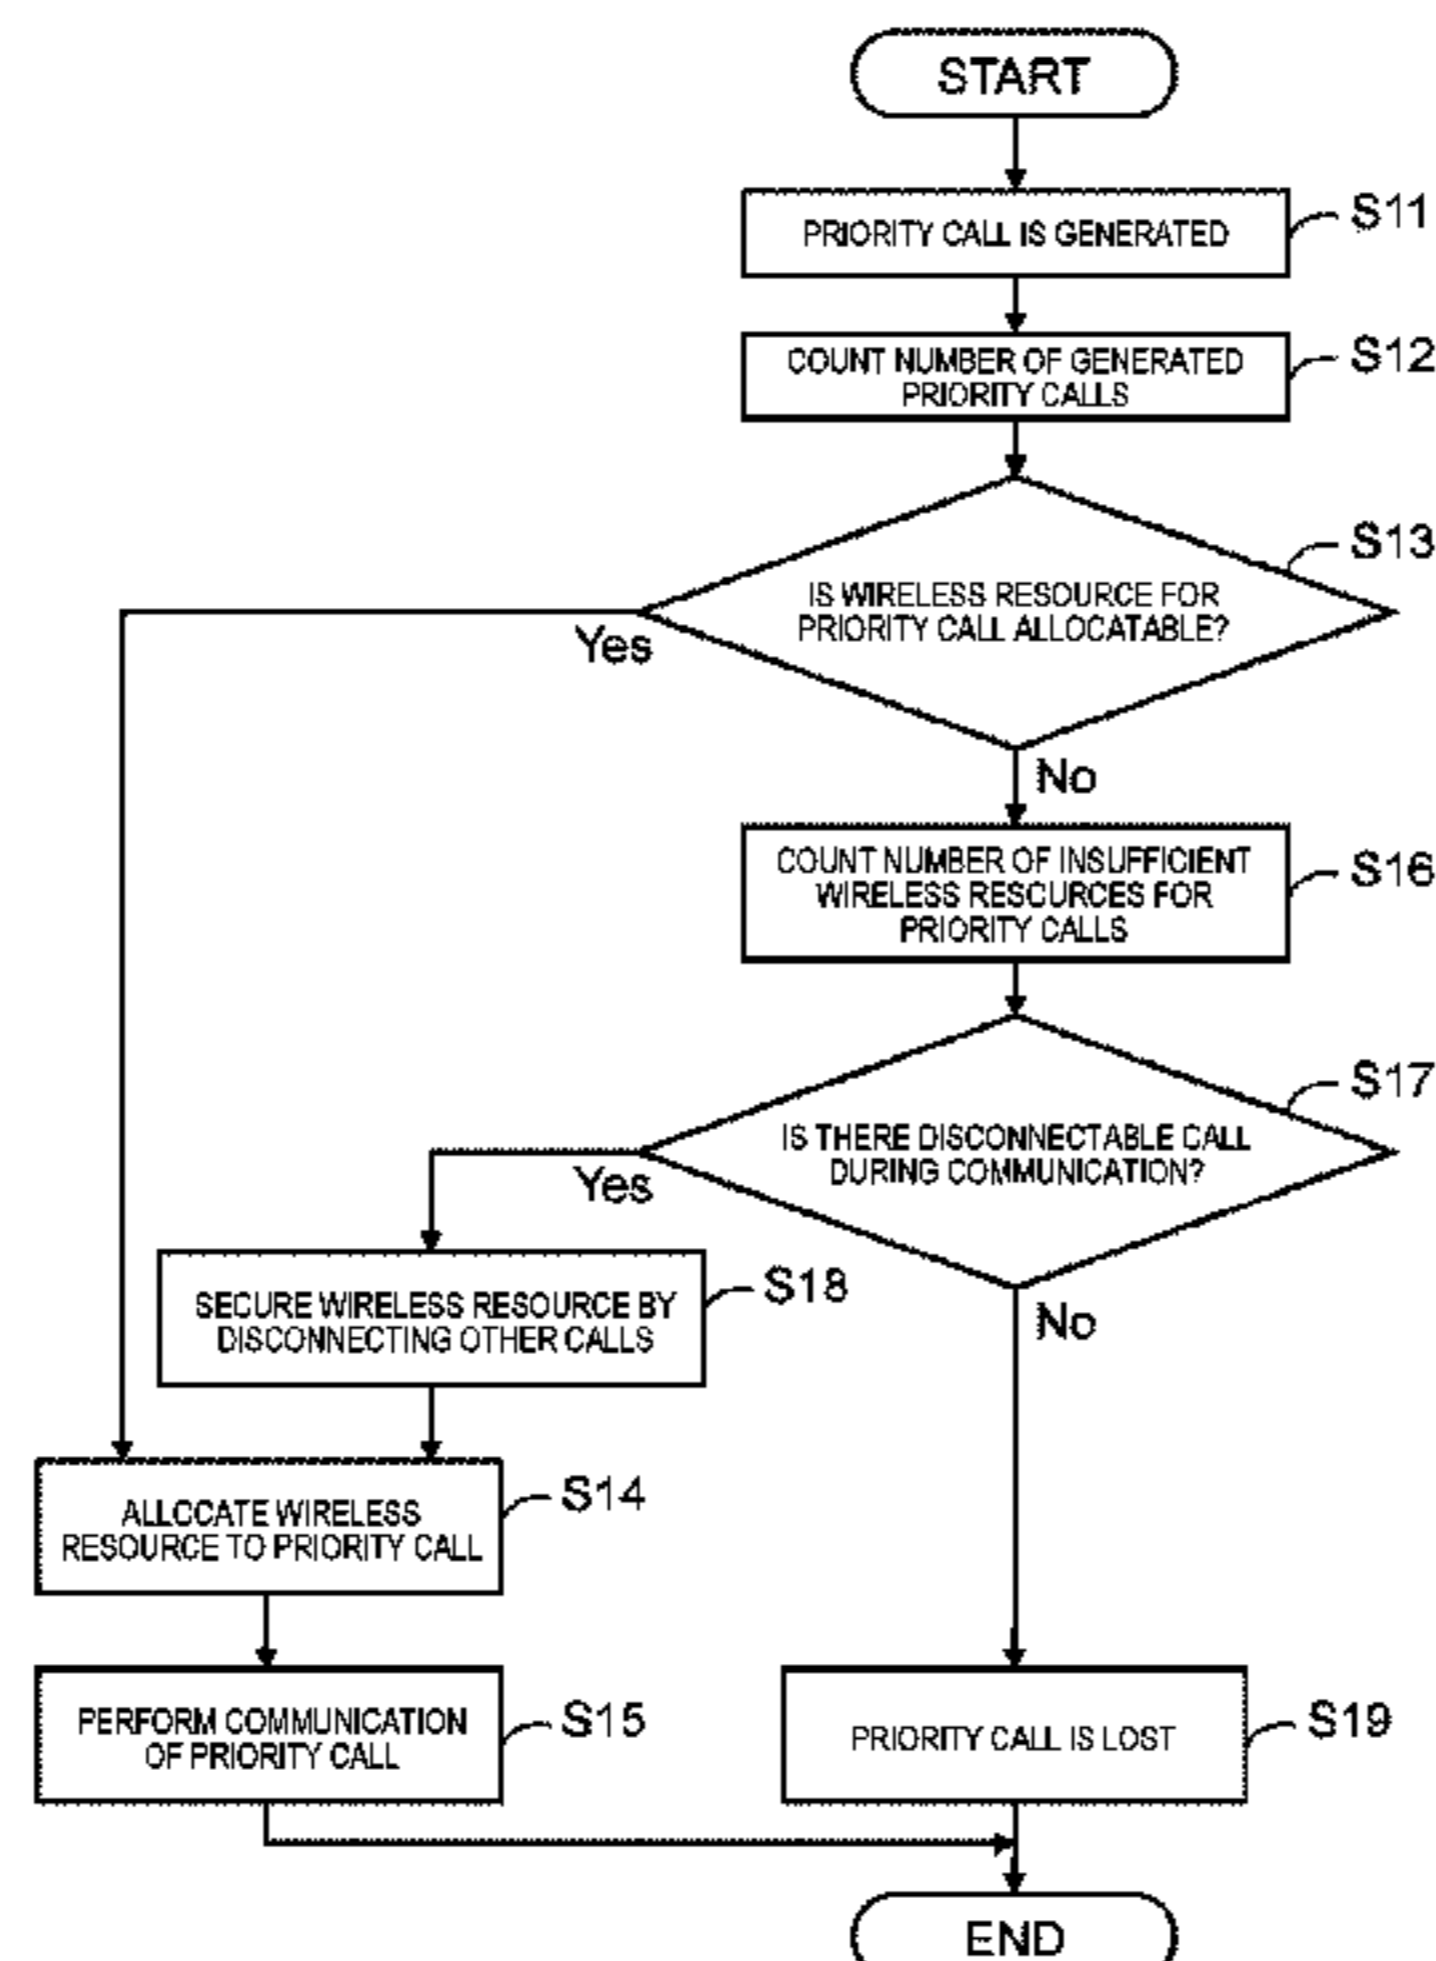 START
PRIORITY CALL IS GENERATED
S11
COUNT NUMBER OF GENERATED
PRIORITY CALLS
S12
IS WIRELESS RESOURCE FOR
PRIORITY CALL ALLOCATABLE?
S13
Yes
No
COUNT NUMBER OF INSUFFICIENT
WIRELESS RESOURCES FOR
PRIORITY CALLS
S16
IS THERE DISCONNECTABLE CALL
DURING COMMUNICATION?
S17
Yes
No
SECURE WIRELESS RESOURCE BY
DISCONNECTING OTHER CALLS
S18
ALLOCATE WIRELESS
RESOURCE TO PRIORITY CALL
S14
PERFORM COMMUNICATION
OF PRIORITY CALL
S15
PRIORITY CALL IS LOST
S19
END